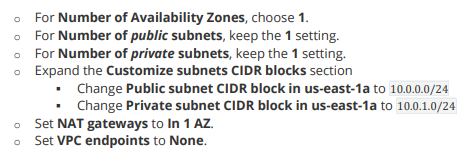 ○ For Number of Availability Zones, choose 1.
○ For Number of public subnets, keep the 1 setting.
○ For Number of private subnets, keep the 1 setting.
○ Expand the Customize subnets CIDR blocks section
▪ Change Public subnet CIDR block in us-east-1a to 10.0.0.0/24
▪ Change Private subnet CIDR block in us-east-1a to 10.0.1.0/24
○ Set NAT gateways to In 1 AZ.
○ Set VPC endpoints to None.